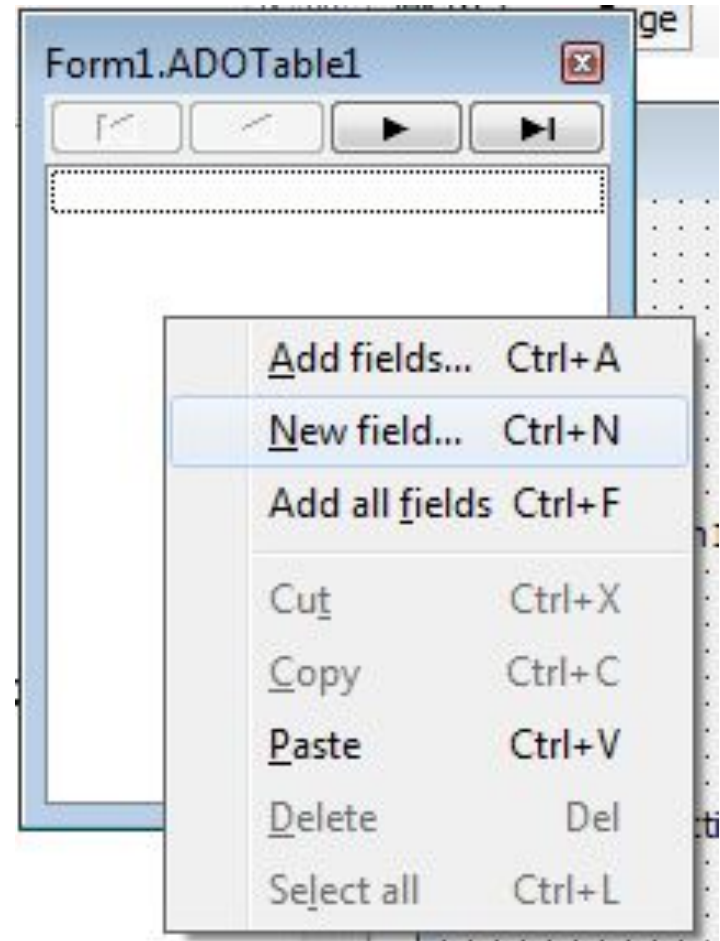 ge
Form1.ADOTable1
Add fields... Ctrl+A
New field... Ctrl+N
Add all fields Ctrl+F
Cut Ctrl+X
Copy Ctrl+C
Paste Ctrl+V
Delete Del
Select all Ctrl+L
cti